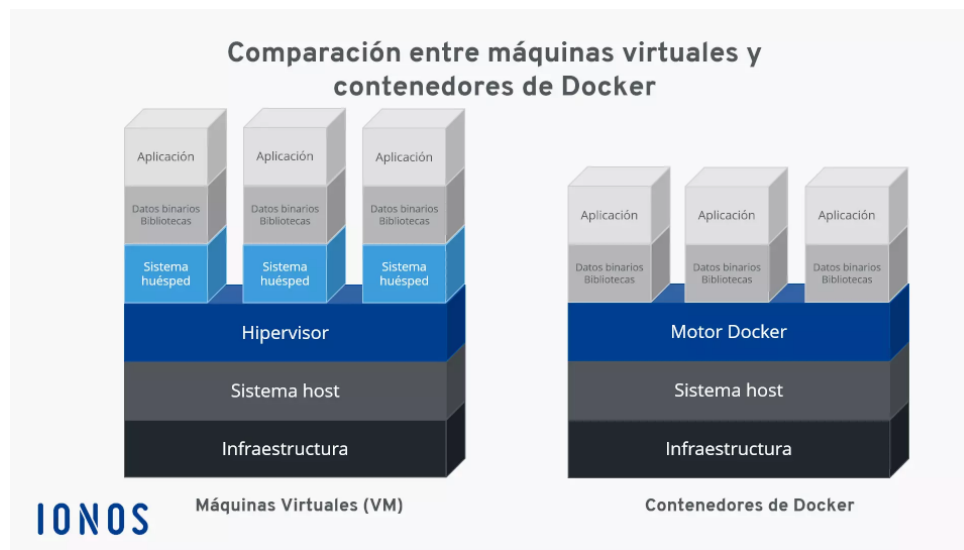 Comparación entre máquinas virtuales y
contenedores de Docker
Aplicación
Aplicación
Aplicación
Datos binarios
Bibliotecas
Datos binarios
Bibliotecas
Datos binarios
Bibliotecas
Sistema
huésped
Sistema
huésped
Sistema
huésped
Hipervisor
Sistema host
Infraestructura
Máquinas Virtuales (VM)
Aplicación
Aplicación
Aplicación
Datos binarios
Bibliotecas
Datos binarios
Bibliotecas
Datos binarios
Bibliotecas
Motor Docker
Sistema host
Infraestructura
Contenedores de Docker
IONOS